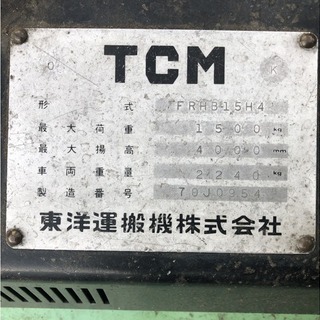 O TCM K
形式 FRHB15H4
最大荷重 1500 kg
最大揚高 4000 mm
車両重量 2240 kg
製造番号 79J0954
東洋運搬機株式会社